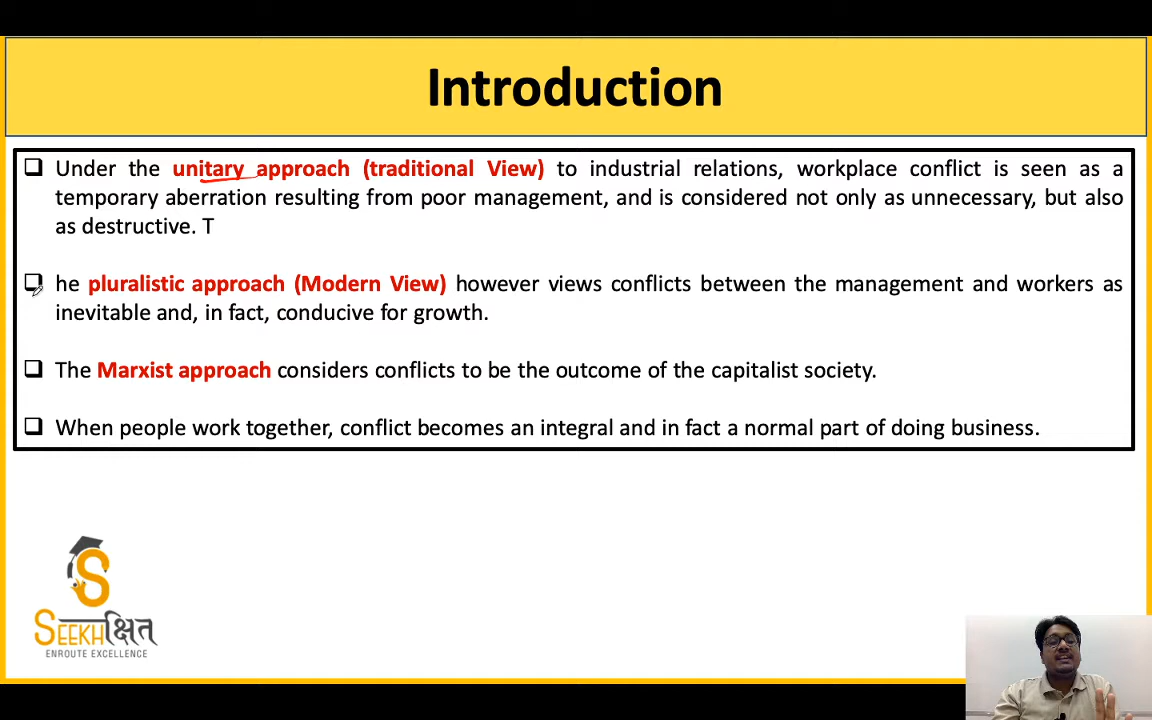 Introduction
Under the unitary approach (traditional View) to industrial relations, workplace conflict is seen as a
temporary aberration resulting from poor management, and is considered not only as unnecessary, but also
as destructive. T
he pluralistic approach (Modern View) however views conflicts between the management and workers as
inevitable and, in fact, conducive for growth.
The Marxist approach considers conflicts to be the outcome of the capitalist society.
When people work together, conflict becomes an integral and in fact a normal part of doing business.
S
SEEKHक्षित
ENROUTE EXCELLENCE